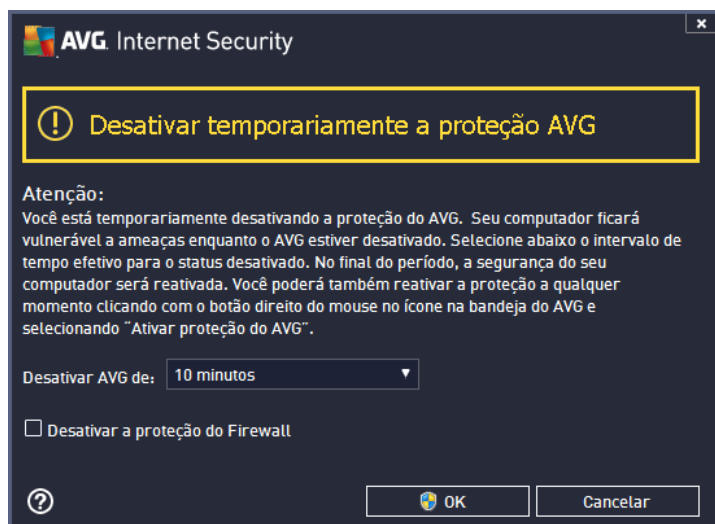 AVG. Internet Security
Desativar temporariamente a proteção AVG
Atenção:
Você está temporariamente desativando a proteção do AVG. Seu computador ficará
vulnerável a ameaças enquanto o AVG estiver desativado. Selecione abaixo o intervalo de
tempo efetivo para o status desativado. No final do período, a segurança do seu
computador será reativada. Você poderá também reativar a proteção a qualquer
momento clicando com o botão direito do mouse no ícone na bandeja do AVG e
selecionando "Ativar proteção do AVG".
Desativar AVG de: 10 minutos
Desativar a proteção do Firewall
OK Cancelar